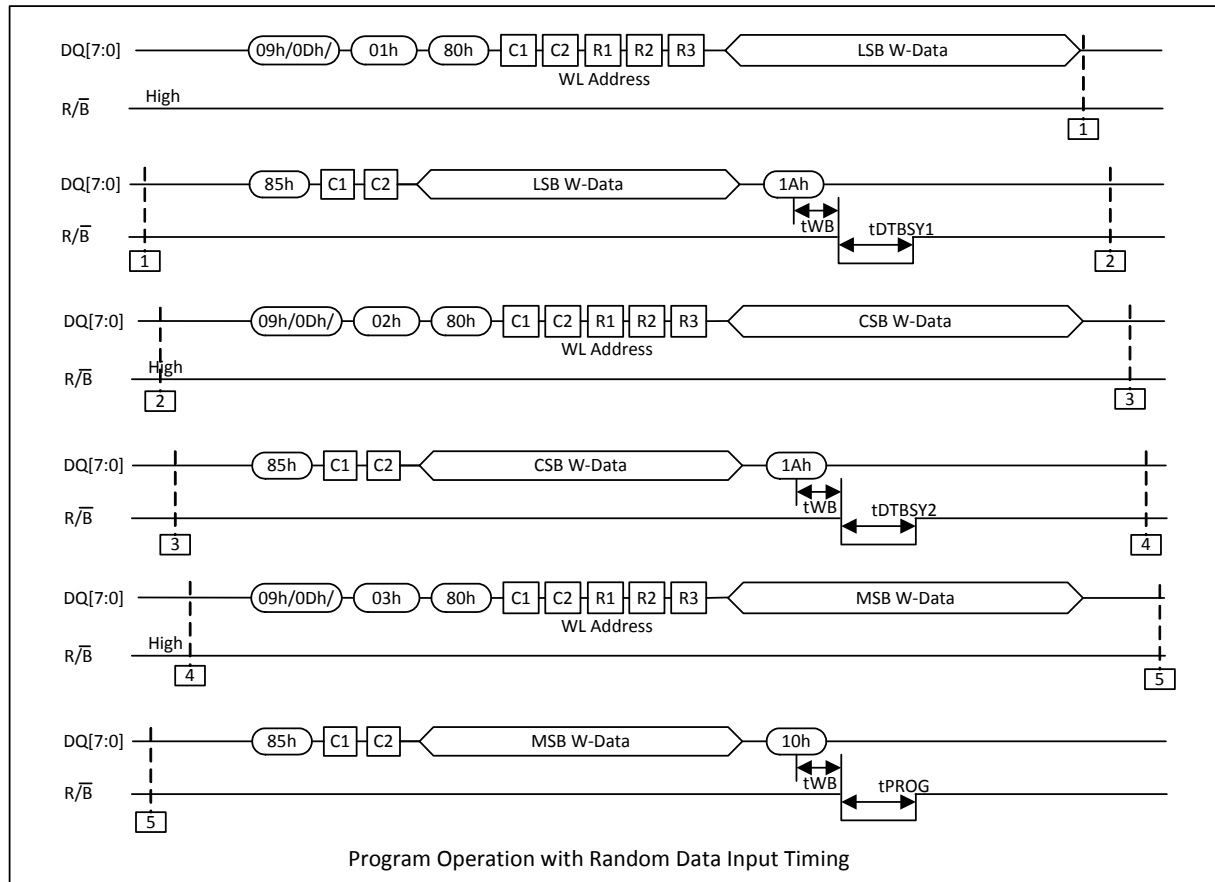 DQ[7:0] 09h/0Dh/ 01h 80h C1 C2 R1 R2 R3 LSB W-Data
WL Address
R/B High
1
DQ[7:0] 85h C1 C2 LSB W-Data 1Ah
tWB tDTBSY1
R/B
1 2
DQ[7:0] 09h/0Dh/ 02h 80h C1 C2 R1 R2 R3 CSB W-Data
WL Address
R/B High
2 3
DQ[7:0] 85h C1 C2 CSB W-Data 1Ah
tWB tDTBSY2
R/B
3 4
DQ[7:0] 09h/0Dh/ 03h 80h C1 C2 R1 R2 R3 MSB W-Data
WL Address
R/B High
4 5
DQ[7:0] 85h C1 C2 MSB W-Data 10h
tWB tPROG
R/B
5
Program Operation with Random Data Input Timing